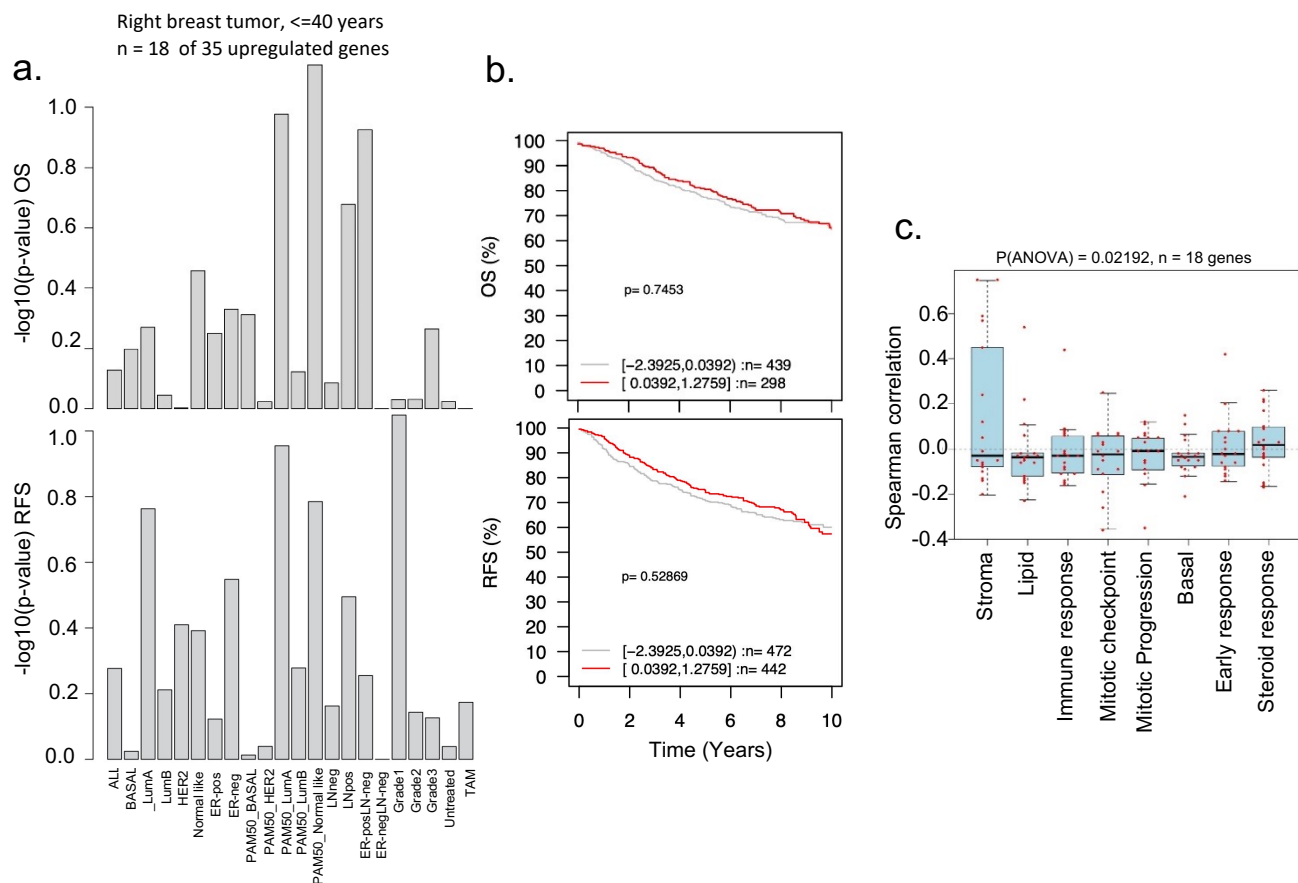 Right breast tumor, <=40 years
n = 18 of 35 upregulated genes
a.
-log10(p-value) OS
1.0
0.8
0.6
0.4
0.2
0.0
-log10(p-value) RFS
1.0
0.8
0.6
0.4
0.2
0.0
ALL
BASAL
_LumA
LumB
HER2
Normal like
ER-pos
ER-neg
PAM50_BASAL
PAM50_HER2
PAM50_LumA
PAM50_LumB
PAM50_Normal like
LNneg
LNpos
ER-posLN-neg
ER-negLN-neg
Grade1
Grade2
Grade3
Untreated
TAM
b.
OS (%)
100
90
80
70
60
50
40
30
20
10
0
p= 0.7453
[-2.3925,0.0392) :n= 439
[ 0.0392,1.2759] :n= 298
RFS (%)
100
90
80
70
60
50
40
30
20
10
0
p= 0.52869
[-2.3925,0.0392) :n= 472
[ 0.0392,1.2759] :n= 442
0 2 4 6 8 10
Time (Years)
c.
P(ANOVA) = 0.02192, n = 18 genes
Spearman correlation
0.6
0.4
0.2
0.0
-0.2
-0.4
Stroma
Lipid
Immune response
Mitotic checkpoint
Mitotic Progression
Basal
Early response
Steroid response